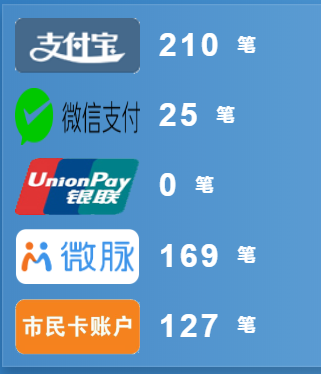 支付宝 210 笔
微信支付 25 笔
UnionPay 银联 0 笔
微脉 169 笔
市民卡账户 127 笔